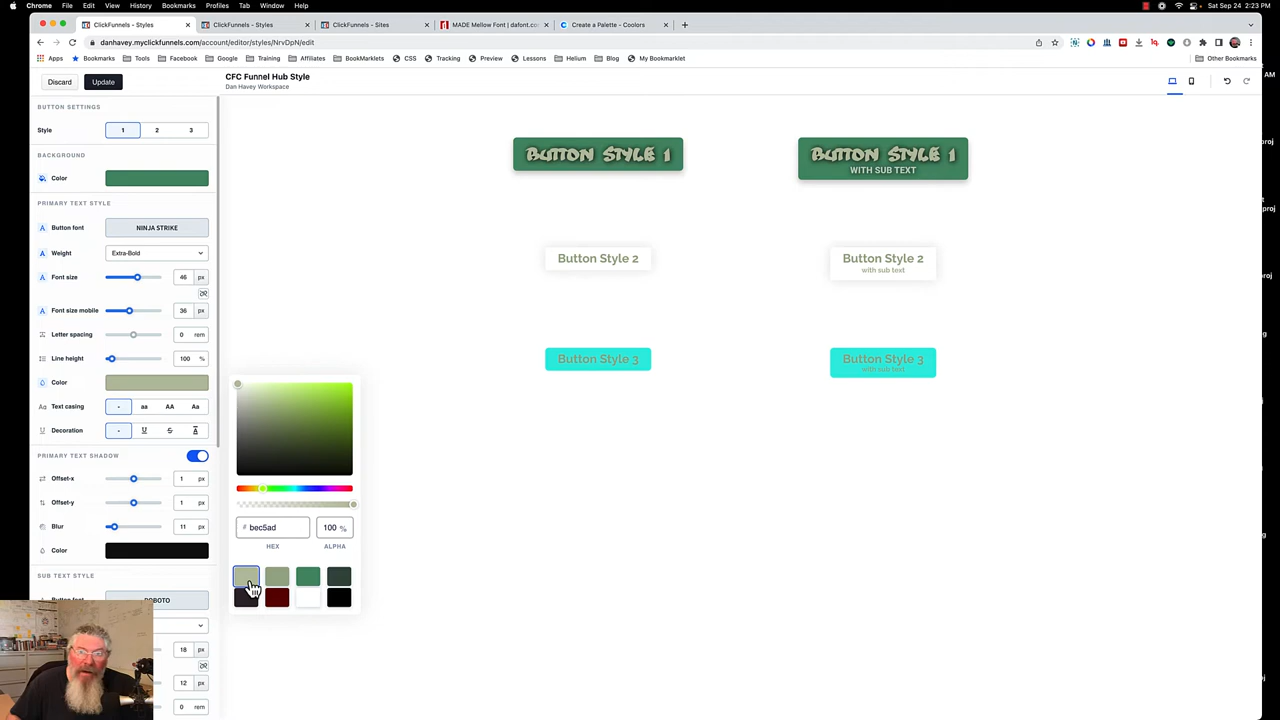 Chrome File Edit View History Bookmarks Profiles Tab Window Help
Sat Sep 24 2:23 PM
ClickFunnels - Styles
ClickFunnels - Styles
ClickFunnels - Sites
MADE Mellow Font | dafont.com
Create a Palette - Coolors
danhavey.myclickfunnels.com/account/editor/styles/NrvDpN/edit
Apps Bookmarks Tools Facebook Google Training Affiliates BookMarklets CSS Tracking Preview Lessons Helium Blog My Bookmarklet Other Bookmarks
Discard
Update
CFC Funnel Hub Style
Dan Havey Workspace
BUTTON SETTINGS
Style 1 2 3
BACKGROUND
Color
PRIMARY TEXT STYLE
Button font NINJA STRIKE
Weight Extra-Bold
Font size 46 px
Font size mobile 36 px
Letter spacing 0 rem
Line height 100 %
Color
Text casing - aa AA Aa
Decoration - U S A
PRIMARY TEXT SHADOW
Offset-x 1 px
Offset-y 1 px
Blur 11 px
Color
SUB TEXT STYLE
ROBOTO
18 px
12 px
0 rem
BUTTON STYLE 1
BUTTON STYLE 1
WITH SUB TEXT
Button Style 2
Button Style 2
with sub text
Button Style 3
Button Style 3
with sub text
# bec5ad 100 %
HEX ALPHA
AM
proj
proj